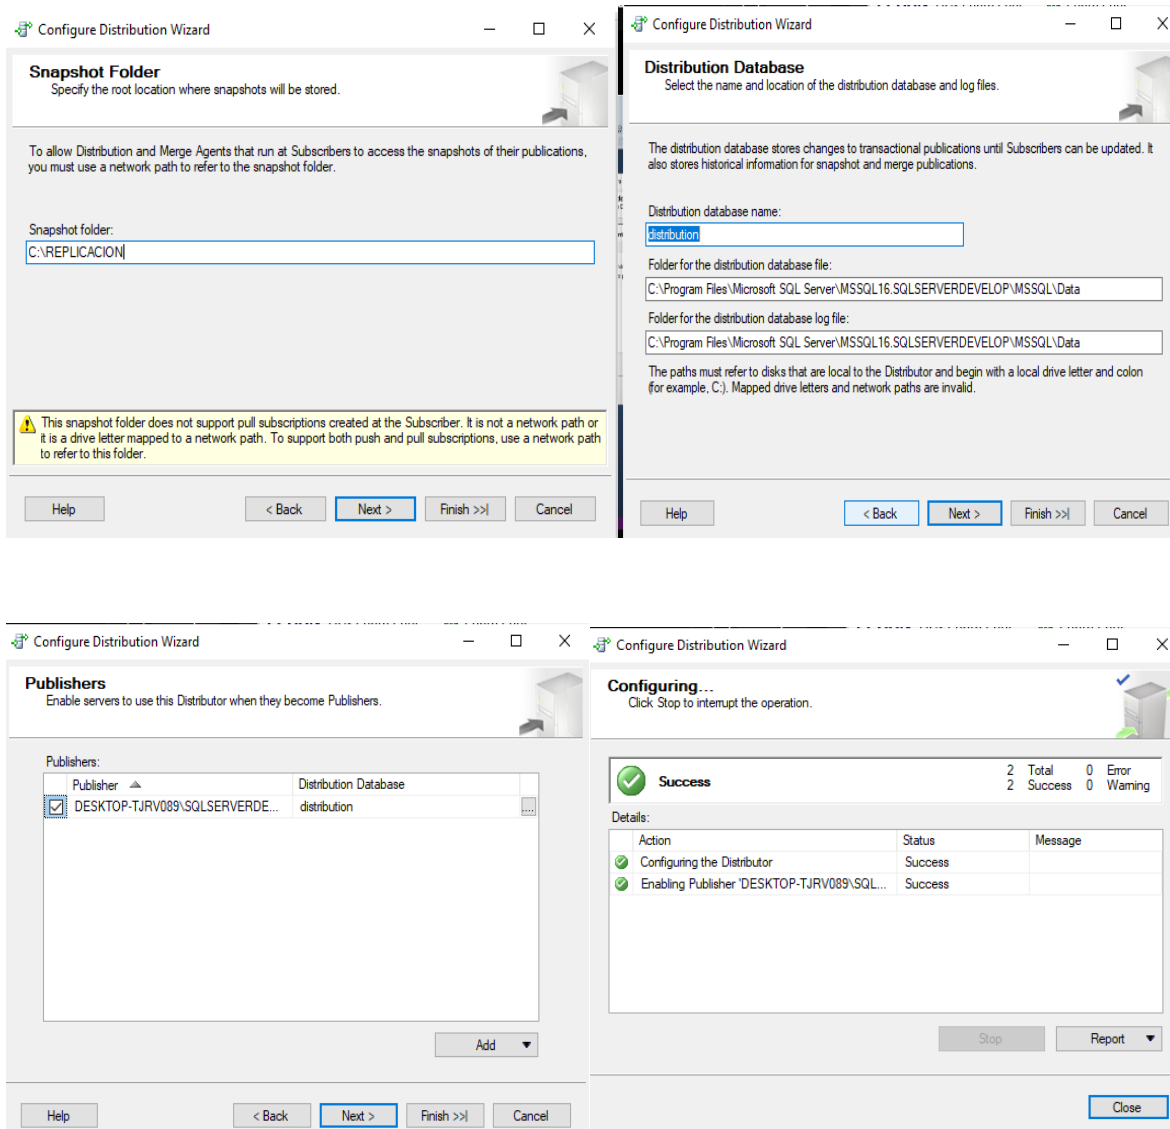 Configure Distribution Wizard
Snapshot Folder
Specify the root location where snapshots will be stored.
To allow Distribution and Merge Agents that run at Subscribers to access the snapshots of their publications,
you must use a network path to refer to the snapshot folder.
Snapshot folder:
C:\REPLICACION
This snapshot folder does not support pull subscriptions created at the Subscriber. It is not a network path or
it is a drive letter mapped to a network path. To support both push and pull subscriptions, use a network path
to refer to this folder.
Help
< Back
Next >
Finish >>|
Cancel
Configure Distribution Wizard
Distribution Database
Select the name and location of the distribution database and log files.
The distribution database stores changes to transactional publications until Subscribers can be updated. It
also stores historical information for snapshot and merge publications.
Distribution database name:
distribution
Folder for the distribution database file:
C:\Program Files\Microsoft SQL Server\MSSQL16.SQLSERVERDEVELOP\MSSQL\Data
Folder for the distribution database log file:
C:\Program Files\Microsoft SQL Server\MSSQL16.SQLSERVERDEVELOP\MSSQL\Data
The paths must refer to disks that are local to the Distributor and begin with a local drive letter and colon
(for example, C:). Mapped drive letters and network paths are invalid.
Help
< Back
Next >
Finish >>|
Cancel
Configure Distribution Wizard
Publishers
Enable servers to use this Distributor when they become Publishers.
Publishers:
Publisher Distribution Database
DESKTOP-TJRV089\SQLSERVERDE... distribution ...
Add
Help
< Back
Next >
Finish >>|
Cancel
Configure Distribution Wizard
Configuring...
Click Stop to interrupt the operation.
Success
2 Total 0 Error
2 Success 0 Warning
Details:
Action Status Message
Configuring the Distributor Success
Enabling Publisher 'DESKTOP-TJRV089\SQL... Success
Stop
Report
Close